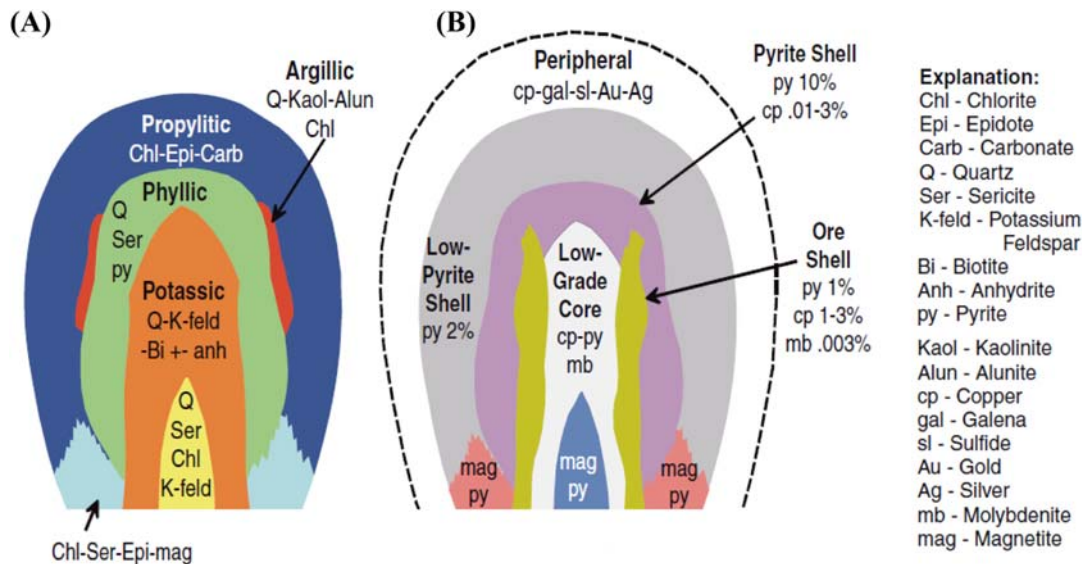 (A)
Argillic
Q-Kaol-Alun
Chl
Propylitic
Chl-Epi-Carb
Phyllic
Q
Ser
py
Potassic
Q-K-feld
-Bi +- anh
Q
Ser
Chl
K-feld
Chl-Ser-Epi-mag
(B)
Peripheral
cp-gal-sl-Au-Ag
Pyrite Shell
py 10%
cp .01-3%
Low-
Pyrite
Shell
py 2%
Low-
Grade
Core
cp-py
mb
Ore
Shell
py 1%
cp 1-3%
mb .003%
mag
py
mag
py
mag
py
Explanation:
Chl - Chlorite
Epi - Epidote
Carb - Carbonate
Q - Quartz
Ser - Sericite
K-feld - Potassium
Feldspar
Bi - Biotite
Anh - Anhydrite
py - Pyrite
Kaol - Kaolinite
Alun - Alunite
cp - Copper
gal - Galena
sl - Sulfide
Au - Gold
Ag - Silver
mb - Molybdenite
mag - Magnetite